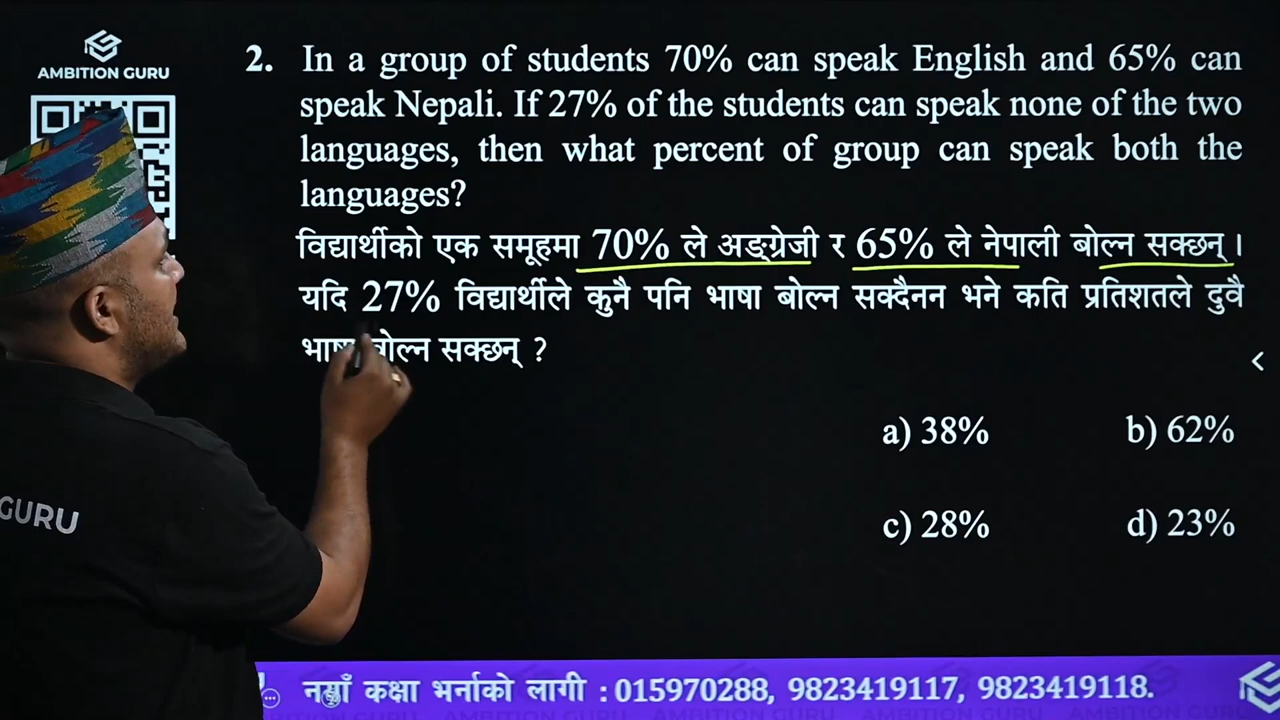 AMBITION GURU
2. In a group of students 70% can speak English and 65% can
speak Nepali. If 27% of the students can speak none of the two
languages, then what percent of group can speak both the
languages?
विद्यार्थीको एक समूहमा 70% ले अङ्ग्रेजी र 65% ले नेपाली बोल्न सक्छन् ।
यदि 27% विद्यार्थीले कुनै पनि भाषा बोल्न सक्दैनन भने कति प्रतिशतले दुवै
बोल्न सक्छन् ?
a) 38% b) 62%
c) 28% d) 23%
GURU
नयाँ कक्षा भर्नाको लागी : 015970288, 9823419117, 9823419118.